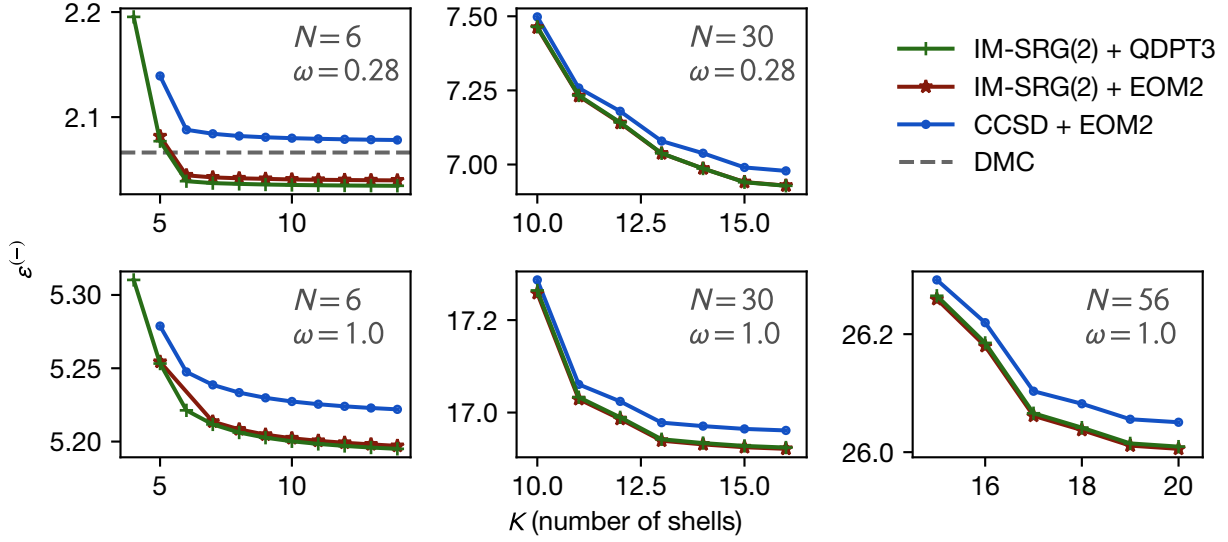 2.2
2.1
5
10
N = 6
ω = 0.28
7.50
7.25
7.00
10.0
12.5
15.0
N = 30
ω = 0.28
IM-SRG(2) + QDPT3
IM-SRG(2) + EOM2
CCSD + EOM2
DMC
ε(−)
5.30
5.25
5.20
5
10
N = 6
ω = 1.0
17.2
17.0
10.0
12.5
15.0
N = 30
ω = 1.0
26.2
26.0
16
18
20
N = 56
ω = 1.0
K (number of shells)